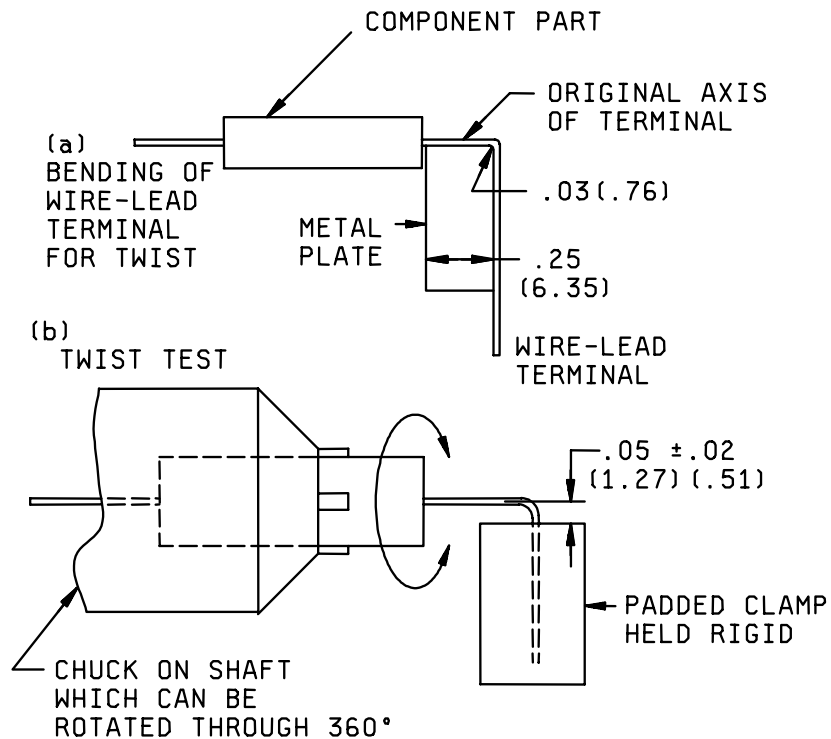 COMPONENT PART
ORIGINAL AXIS
OF TERMINAL
(a)
BENDING OF
WIRE-LEAD
TERMINAL
FOR TWIST
.03(.76)
METAL
PLATE
.25
(6.35)
(b)
TWIST TEST
WIRE-LEAD
TERMINAL
.05 ±.02
(1.27)(.51)
PADDED CLAMP
HELD RIGID
CHUCK ON SHAFT
WHICH CAN BE
ROTATED THROUGH 360°